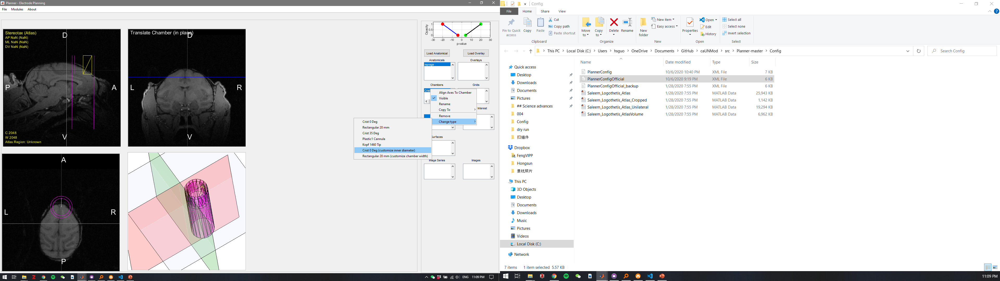 Planner - Electrode Planning
File Modules About
Stereotax (Atlas)
AP NaN (NaN)
ML NaN (NaN)
DV NaN (NaN)
D
P
A
V
C 2048
W 2048
Atlas Region: Unknown
Translate Chamber (in plane)
D
L
R
V
A
L
R
P
Opacity
1
0.5
0
-30 -20 -10 0 10 20 30
p-value
Load Anatomical Load Overlay
Anatomicals Overlays
mprage
Chambers Grids
Crist
Interest
Surfaces
Image Series Images
Align Axes To Chamber
Visible
Rename
Copy To
Remove
Change type
Crist 0 Deg
Rectangular 20 mm
Crist 35 Deg
Plastic1 Cannula
Kopf 1460 Tip
Crist 0 Deg (customize inner diameter)
Rectangular 20 mm (customize chamber width)
ENG 11:09 PM
Config
File Home Share View
Pin to Quick access
Copy
Paste
Cut
Copy path
Paste shortcut
Clipboard
Move to
Copy to
Delete
Rename
Organize
New folder
New item
Easy access
New
Properties
Open
Edit
History
Open
Select all
Select none
Invert selection
Select
This PC > Local Disk (C:) > Users > hsguo > OneDrive > Documents > GitHub > caUNMod > src > Planner-master > Config
Search Config
Quick access
Desktop
Downloads
Documents
Pictures
## Science advances
004
Config
dry run
扫描件
Dropbox
FengVIPP
Hongsun
景杭照片
This PC
3D Objects
Desktop
Documents
Downloads
Music
Pictures
Videos
Local Disk (C:)
Network
Name Date modified Type Size
PlannerConfig 10/6/2020 10:40 PM XML File 7 KB
PlannerConfigOfficial 10/6/2020 9:19 PM XML File 6 KB
PlannerConfigOfficial_backup 1/28/2020 7:55 PM XML File 6 KB
Saleem_Logothetis_Atlas 1/28/2020 7:55 PM MATLAB Data 25,943 KB
Saleem_Logothetis_Atlas_Cropped 1/28/2020 7:55 PM MATLAB Data 1,142 KB
Saleem_Logothetis_Atlas_Unilateral 1/28/2020 7:55 PM MATLAB Data 19,294 KB
Saleem_Logothetis_AtlasVolume 1/28/2020 7:55 PM MATLAB Data 6,962 KB
7 items 1 item selected 5.57 KB
11:09 PM